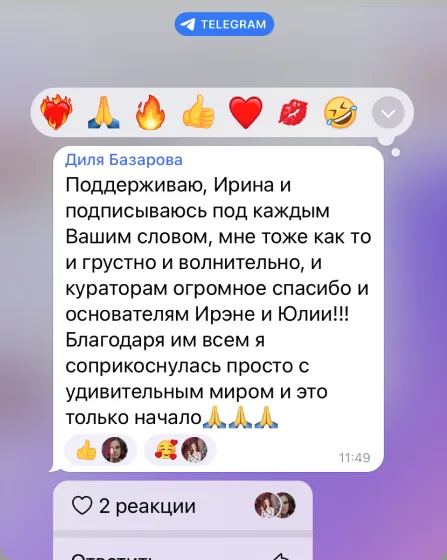 TELEGRAM
Диля Базарова
Поддерживаю, Ирина и
подписываюсь под каждым
Вашим словом, мне тоже как то
и грустно и волнительно, и
кураторам огромное спасибо и
основателям Ирэне и Юлии!!!
Благодаря им всем я
соприкоснулась просто с
удивительным миром и это
только начало🙏🙏🙏
11:49
2 реакции
Ответить